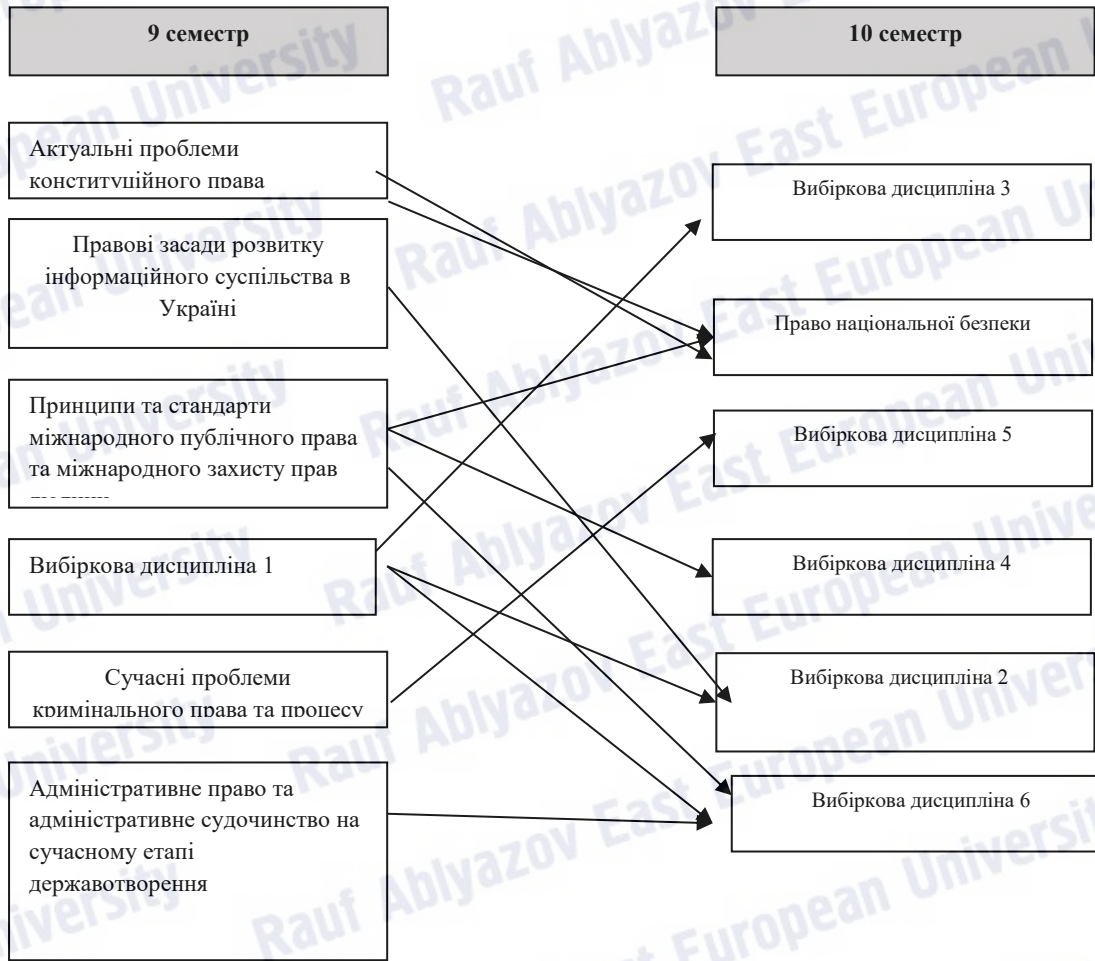 9 семестр
10 семестр
Актуальні проблеми
конституційного права
Правові засади розвитку
інформаційного суспільства в
Україні
Принципи та стандарти
міжнародного публічного права
та міжнародного захисту прав
Вибіркова дисципліна 1
Сучасні проблеми
кримінального права та процесу
Адміністративне право та
адміністративне судочинство на
сучасному етапі
державотворення
Вибіркова дисципліна 3
Право національної безпеки
Вибіркова дисципліна 5
Вибіркова дисципліна 4
Вибіркова дисципліна 2
Вибіркова дисципліна 6
Rauf Ablyazov East European University